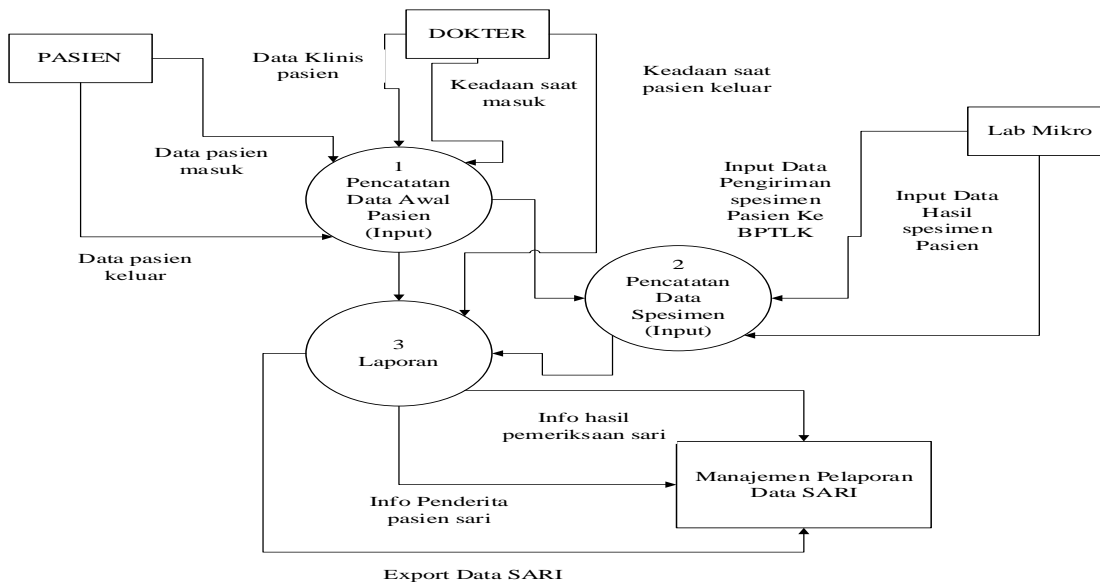 DOKTER
PASIEN
Data Klinis
pasien
Keadaan saat
masuk
Keadaan saat
pasien keluar
Lab Mikro
Data pasien
masuk
1
Pencatatan
Data Awal
Pasien
(Input)
Input Data
Pengiriman
spesimen
Pasien Ke
BPTLK
Input Data
Hasil
spesimen
Pasien
Data pasien
keluar
2
Pencatatan
Data
Spesimen
(Input)
3
Laporan
Info hasil
pemeriksaan sari
Manajemen Pelaporan
Data SARI
Info Penderita
pasien sari
Export Data SARI